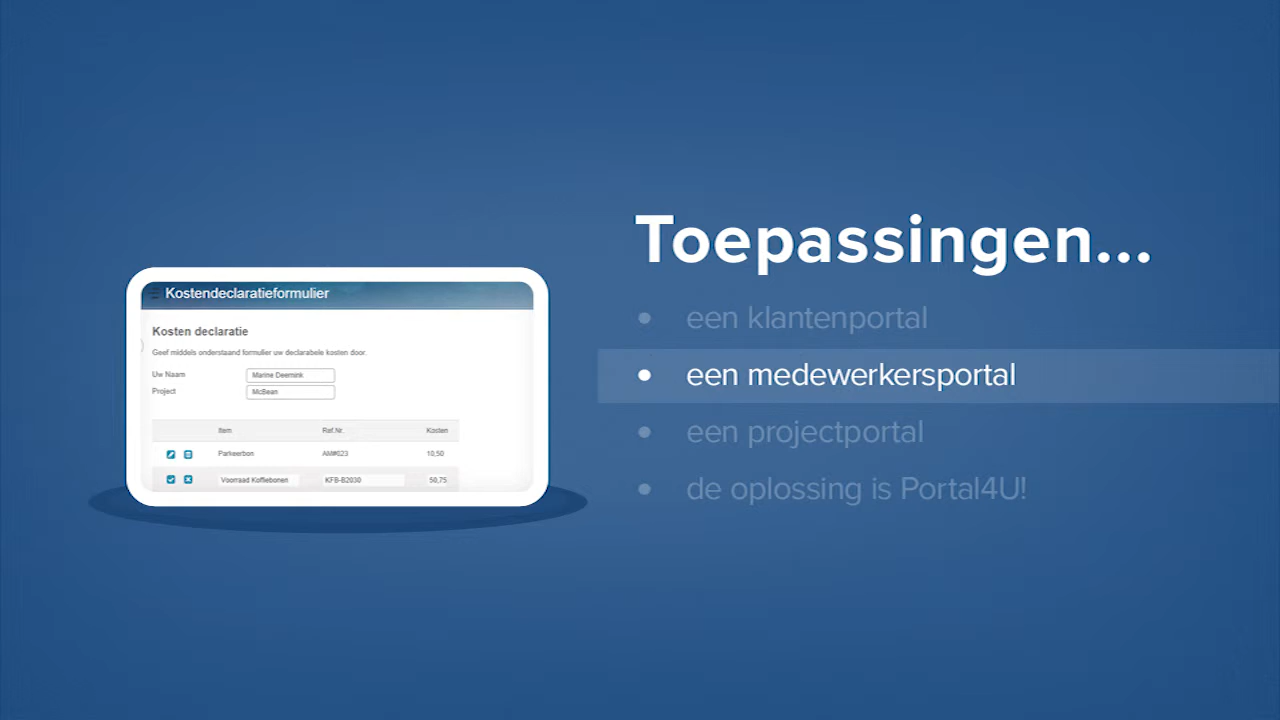 Toepassingen...
een klantenportal
een medewerkersportal
een projectportal
de oplossing is Portal4U!
Kostendeclaratieformulier
Kosten declaratie
Geef middels onderstaand formulier uw declarabele kosten door.
Uw Naam Marine Deernink
Project McBean
Item Ref.Nr. Kosten
Parkeerbon AM#023 10,50
Voorraad Koffiebonen KFB-B2030 50,75